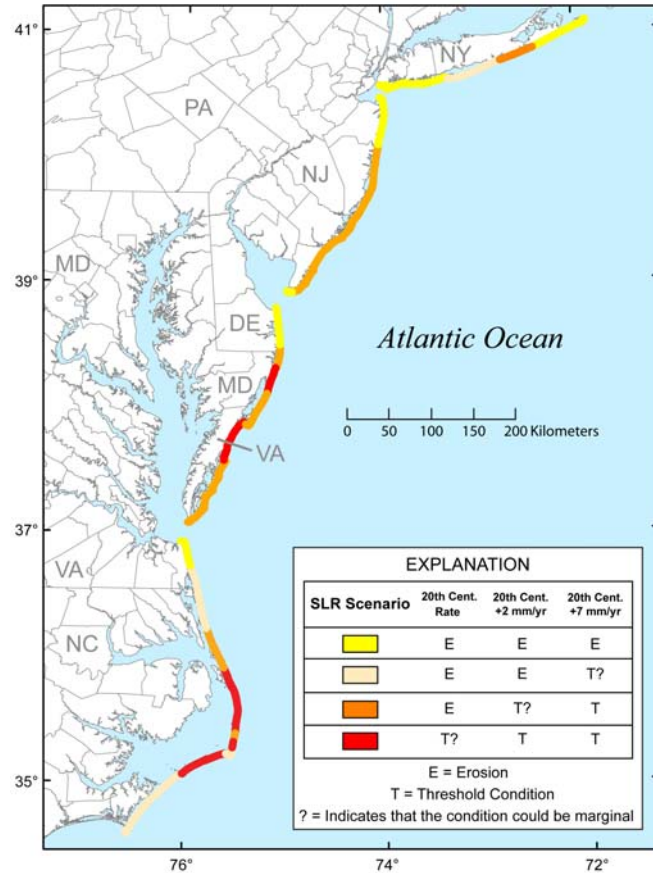 41°
NY
PA
NJ
39°
MD
DE
Atlantic Ocean
MD
0 50 100 150 200 Kilometers
VA
37°
VA
NC
35°
76°
74°
72°
EXPLANATION
SLR Scenario 20th Cent. Rate 20th Cent. +2 mm/yr 20th Cent. +7 mm/yr
E E E
E E T?
E T? T
T? T T
E = Erosion
T = Threshold Condition
? = Indicates that the condition could be marginal